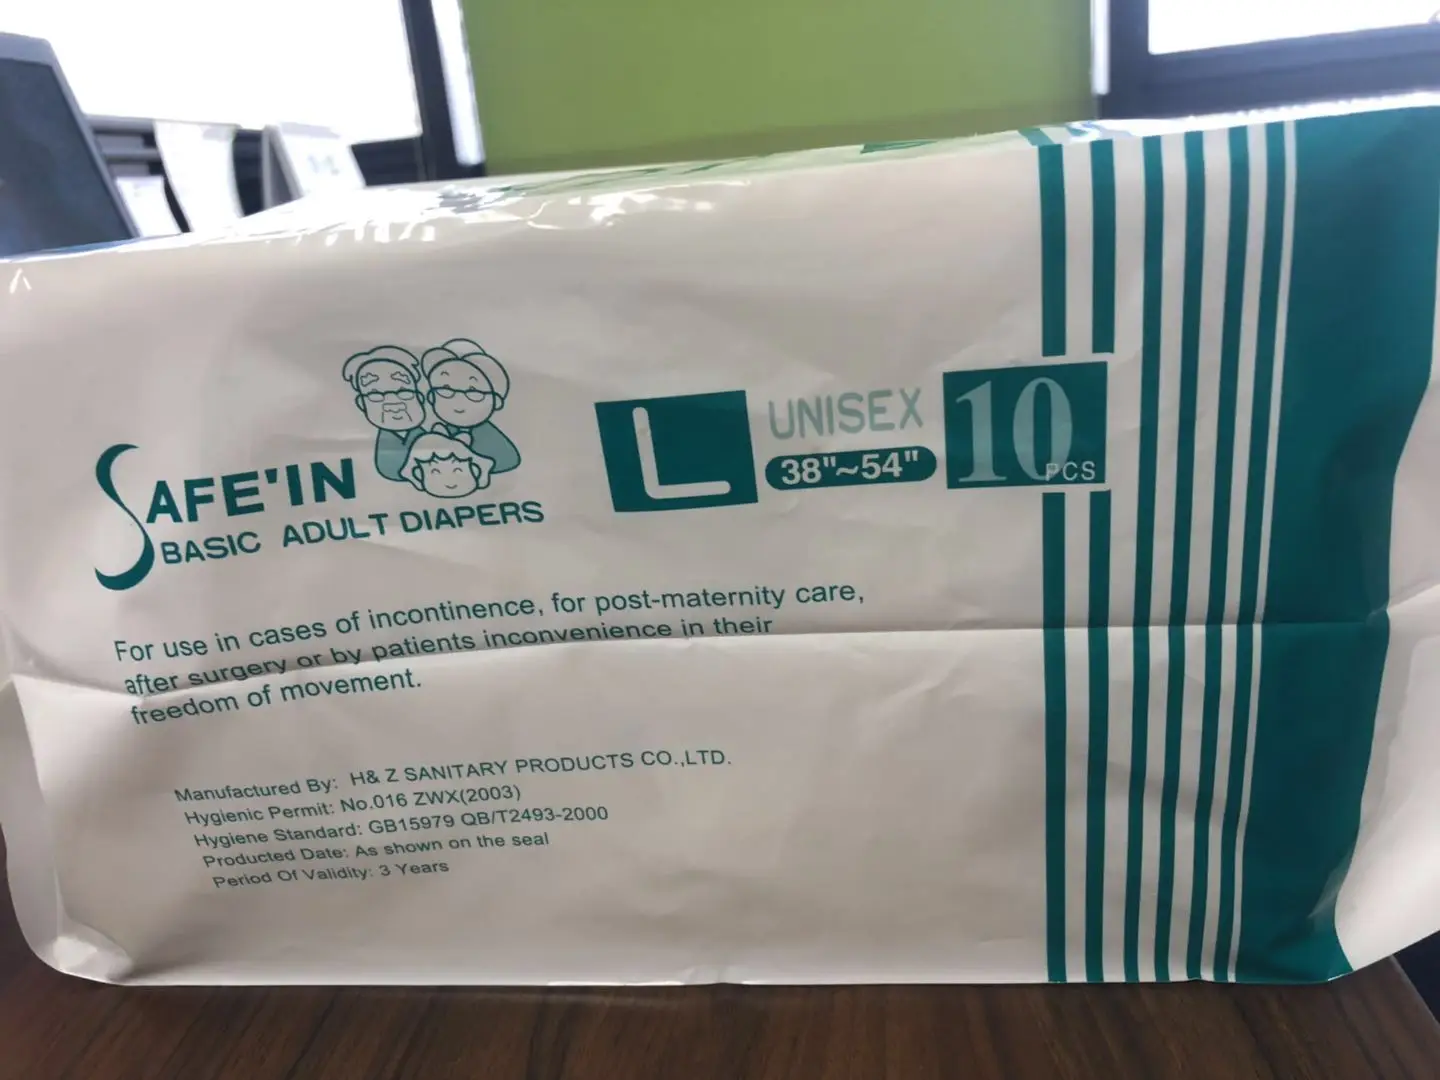 SAFE'IN
BASIC ADULT DIAPERS
L
UNISEX
38"~54"
10
PCS
For use in cases of incontinence, for post-maternity care,
after surgery or by patients inconvenience in their
freedom of movement.
Manufactured By: H& Z SANITARY PRODUCTS CO.,LTD.
Hygienic Permit: No.016 ZWX(2003)
Hygiene Standard: GB15979 QB/T2493-2000
Producted Date: As shown on the seal
Period Of Validity: 3 Years